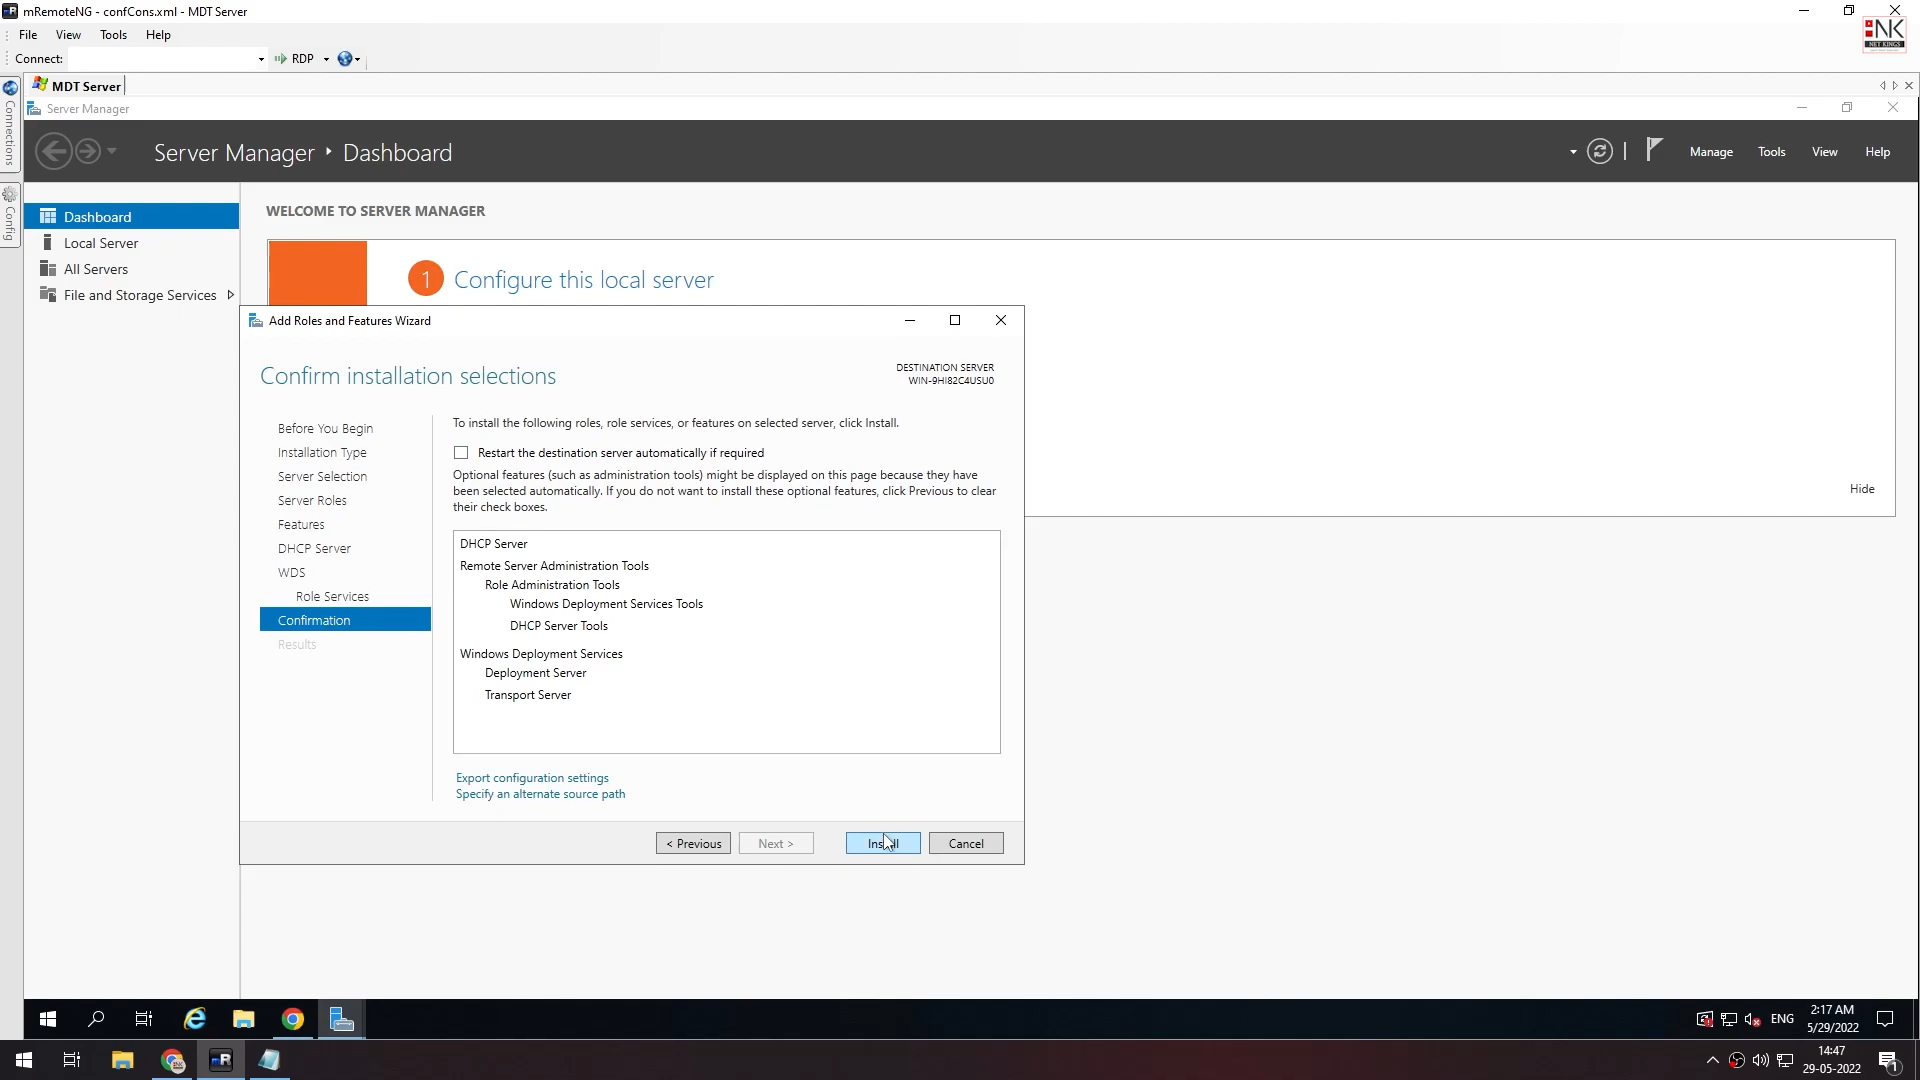 mRemoteNG - confCons.xml - MDT Server
NK
NET KINGS
File View Tools Help
Connect: RDP
MDT Server
Server Manager
Connections
Config
Server Manager Dashboard
Manage Tools View Help
Dashboard
Local Server
All Servers
File and Storage Services
WELCOME TO SERVER MANAGER
1 Configure this local server
Hide
Add Roles and Features Wizard
Confirm installation selections
DESTINATION SERVER
WIN-9HI82C4USU0
Before You Begin
Installation Type
Server Selection
Server Roles
Features
DHCP Server
WDS
Role Services
Confirmation
Results
To install the following roles, role services, or features on selected server, click Install.
Restart the destination server automatically if required
Optional features (such as administration tools) might be displayed on this page because they have
been selected automatically. If you do not want to install these optional features, click Previous to clear
their check boxes.
DHCP Server
Remote Server Administration Tools
Role Administration Tools
Windows Deployment Services Tools
DHCP Server Tools
Windows Deployment Services
Deployment Server
Transport Server
Export configuration settings
Specify an alternate source path
< Previous Next > Install Cancel
ENG
2:17 AM
5/29/2022
14:47
29-05-2022
1